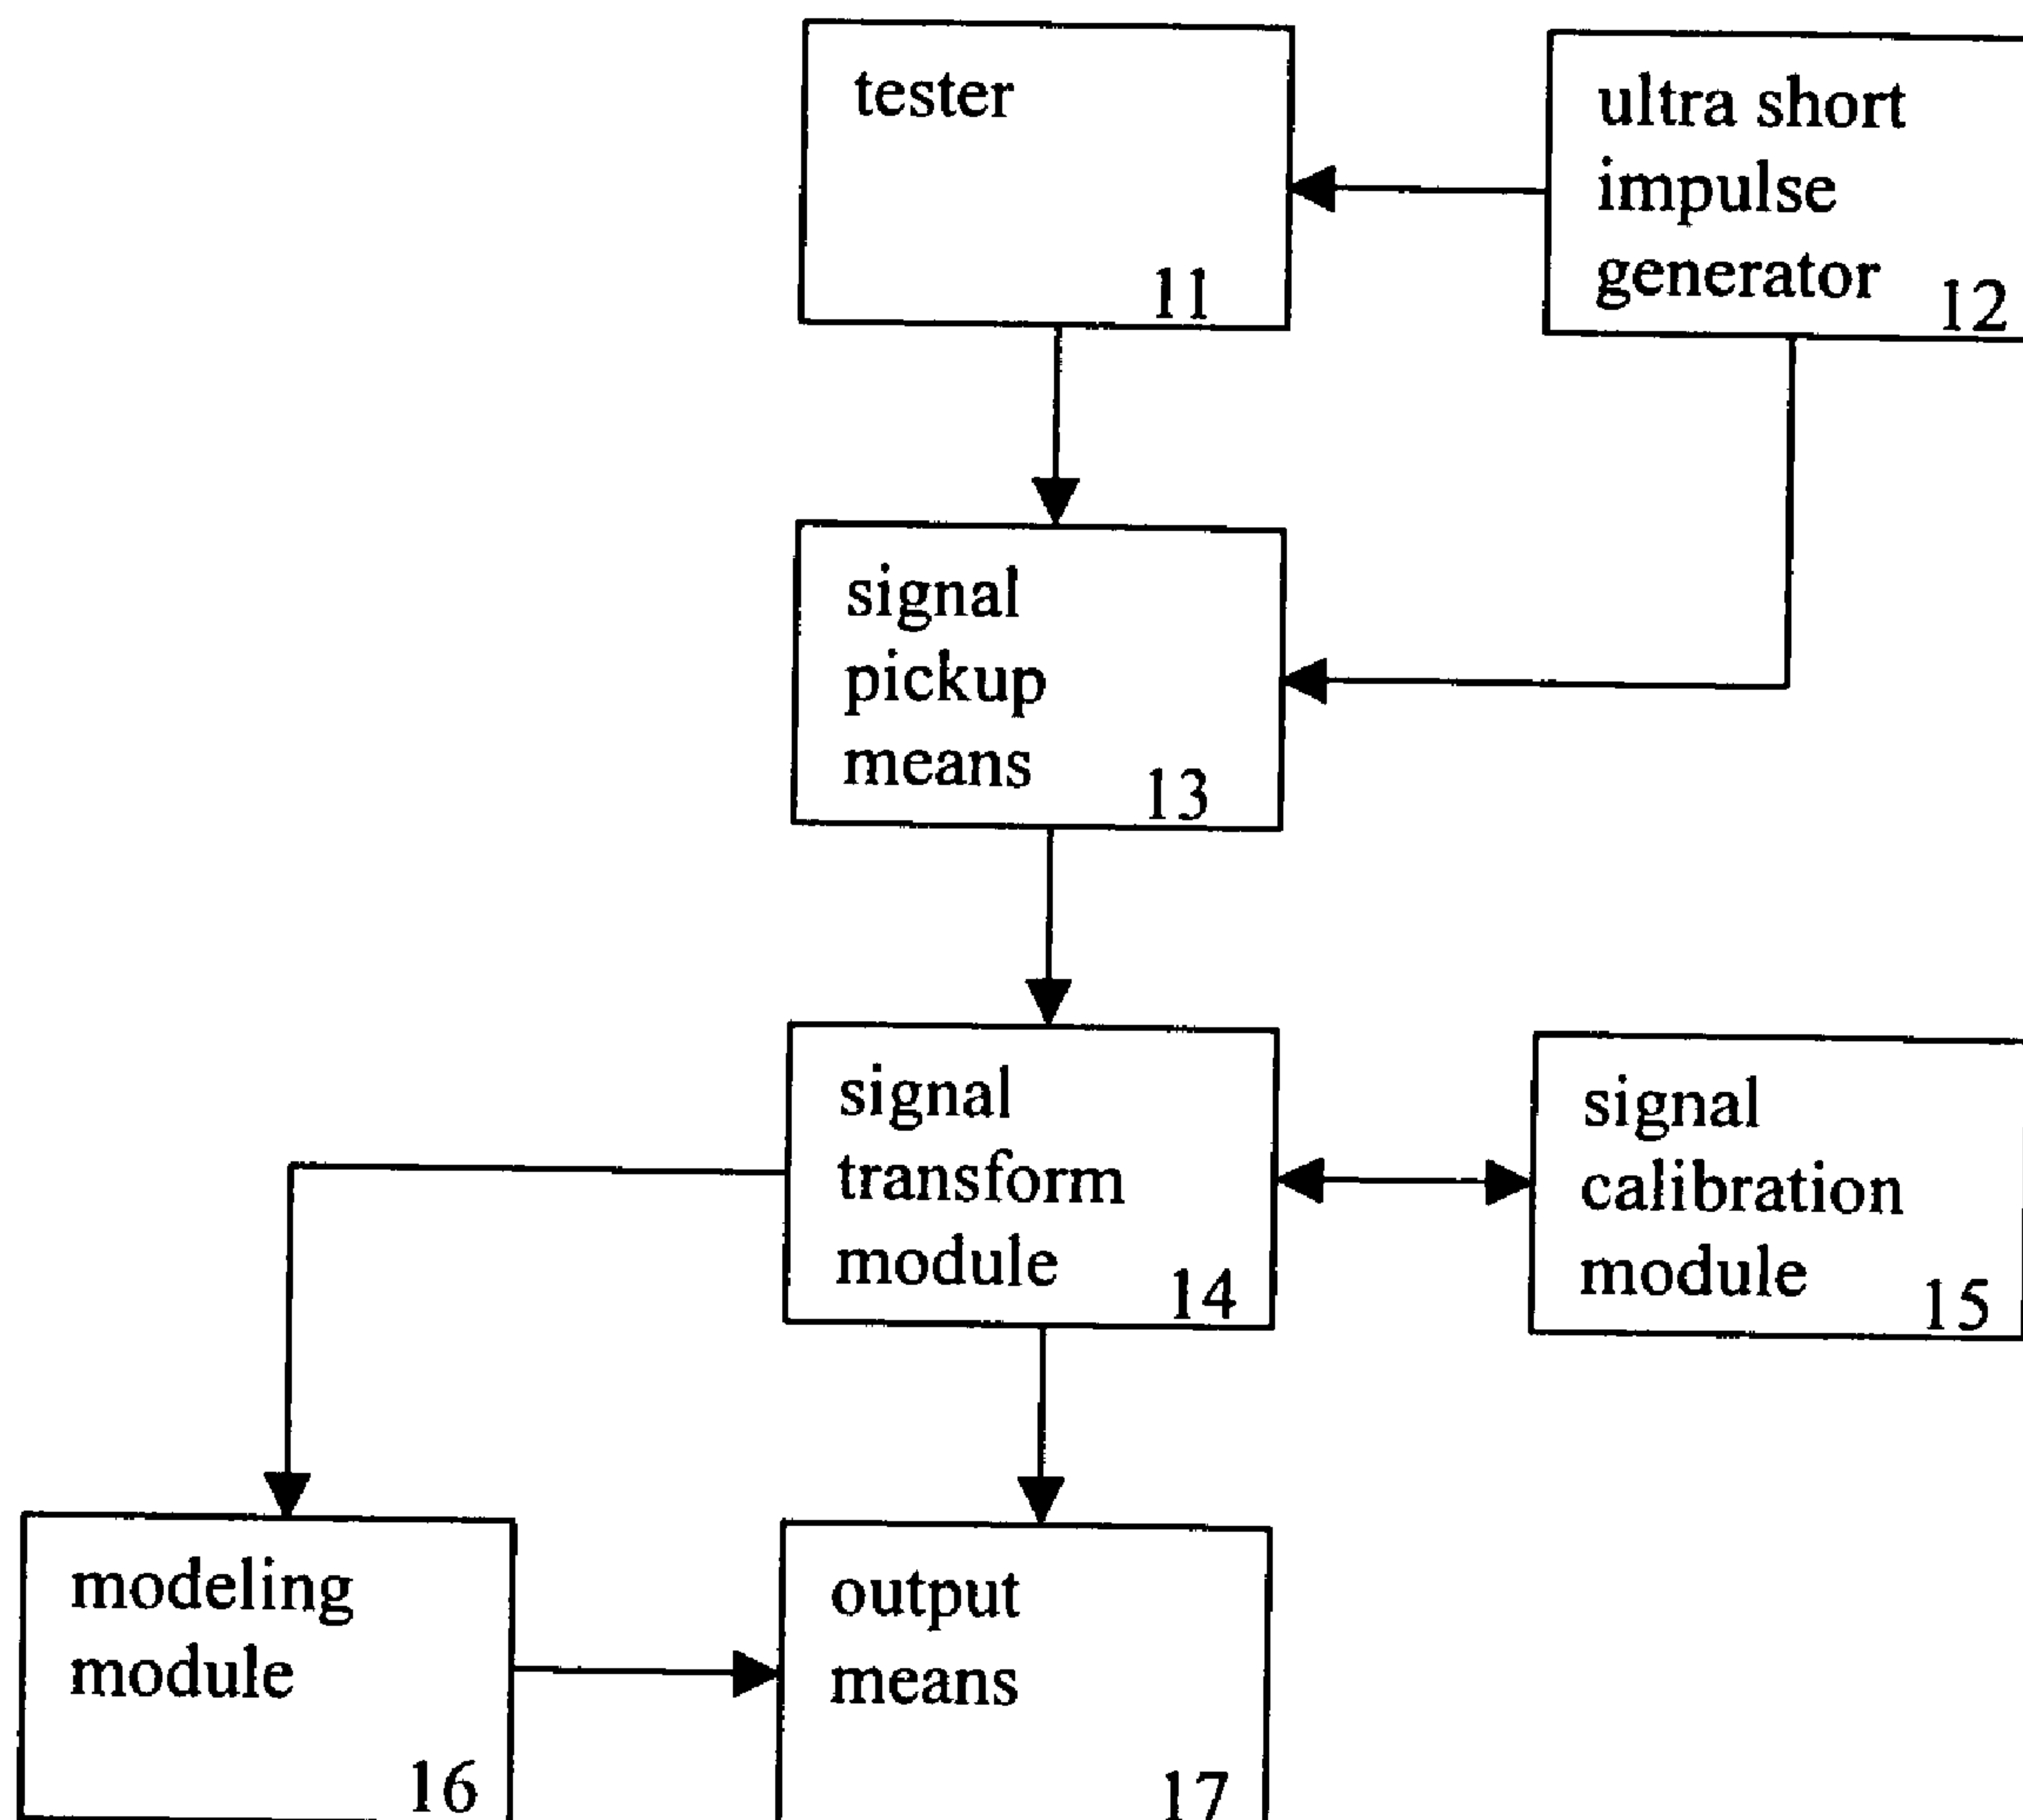 tester
11
ultra short
impulse
generator
12
signal
pickup
means
13
signal
transform
module
14
signal
calibration
module
15
modeling
module
16
output
means
17